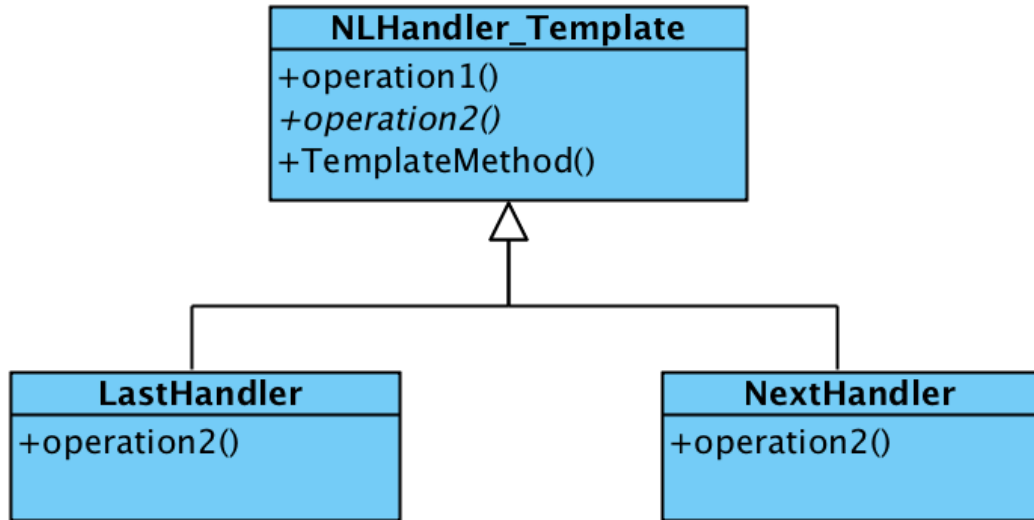 NLHandler_Template
+operation1()
+operation2()
+TemplateMethod()
LastHandler
+operation2()
NextHandler
+operation2()